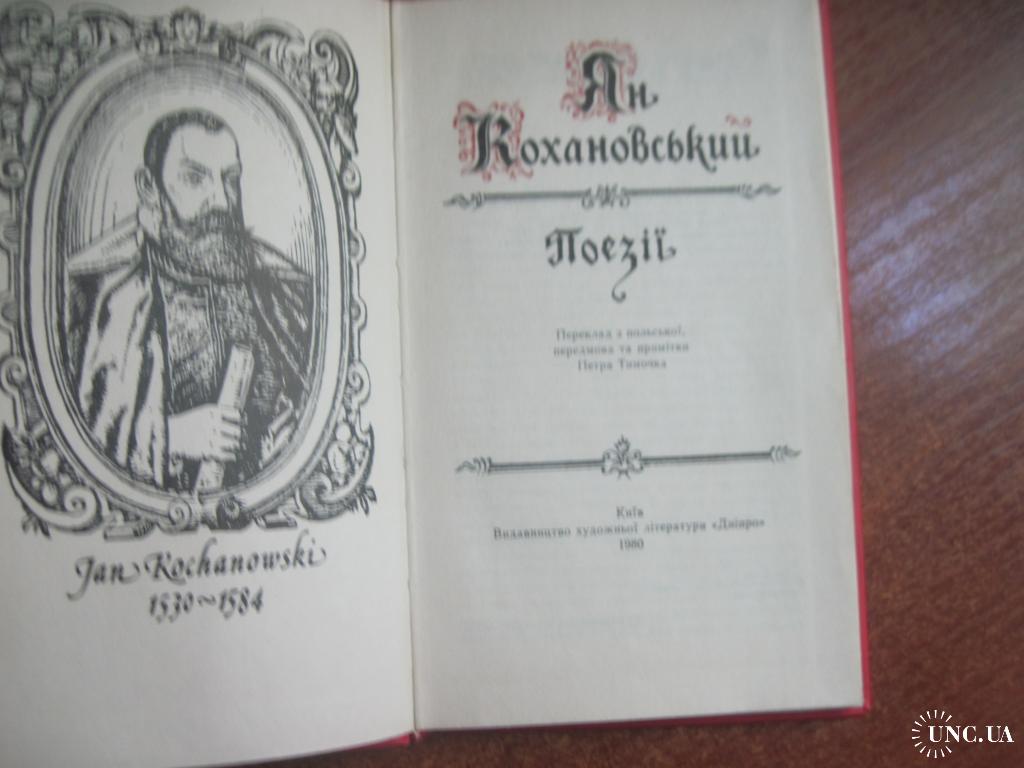 Jan Kochanowski
1530~1584
Ян
Кохановський
Поезії
Переклад з польської,
передмова та примітки
Петра Тимочка
Київ
Видавництво художньої літератури «Дніпро»
1980
UNC.UA